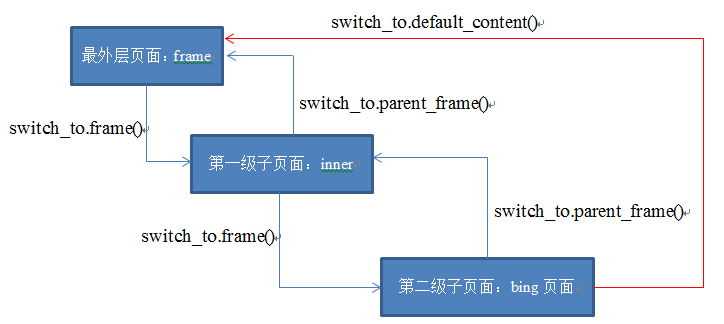 switch_to.default_content()
最外层页面：frame
switch_to.parent_frame()
switch_to.frame()
第一级子页面：inner
switch_to.parent_frame()
switch_to.frame()
第二级子页面：bing 页面